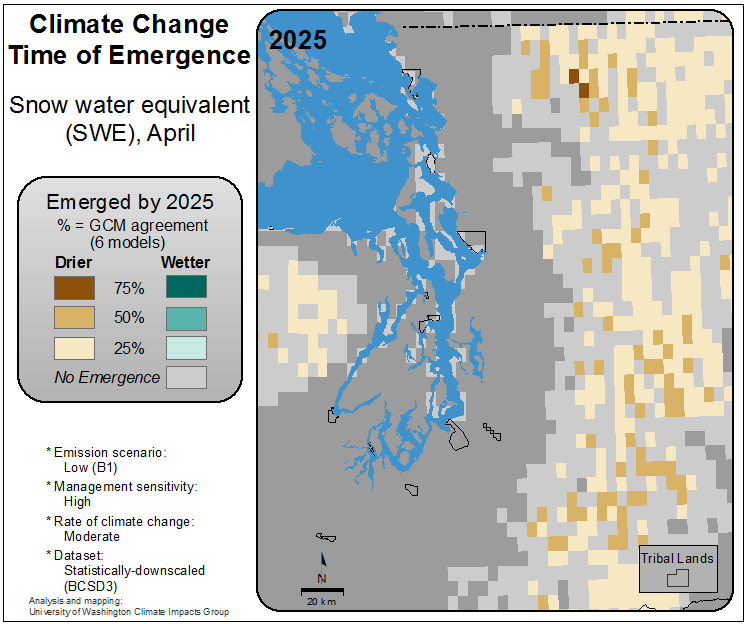 Climate Change
Time of Emergence
Snow water equivalent
(SWE), April
Emerged by 2025
% = GCM agreement
(6 models)
Drier Wetter
75%
50%
25%
No Emergence
* Emission scenario:
Low (B1)
* Management sensitivity:
High
* Rate of climate change:
Moderate
* Dataset:
Statistically-downscaled
(BCSD3)
Analysis and mapping:
University of Washington Climate Impacts Group
2025
N
20 km
Tribal Lands